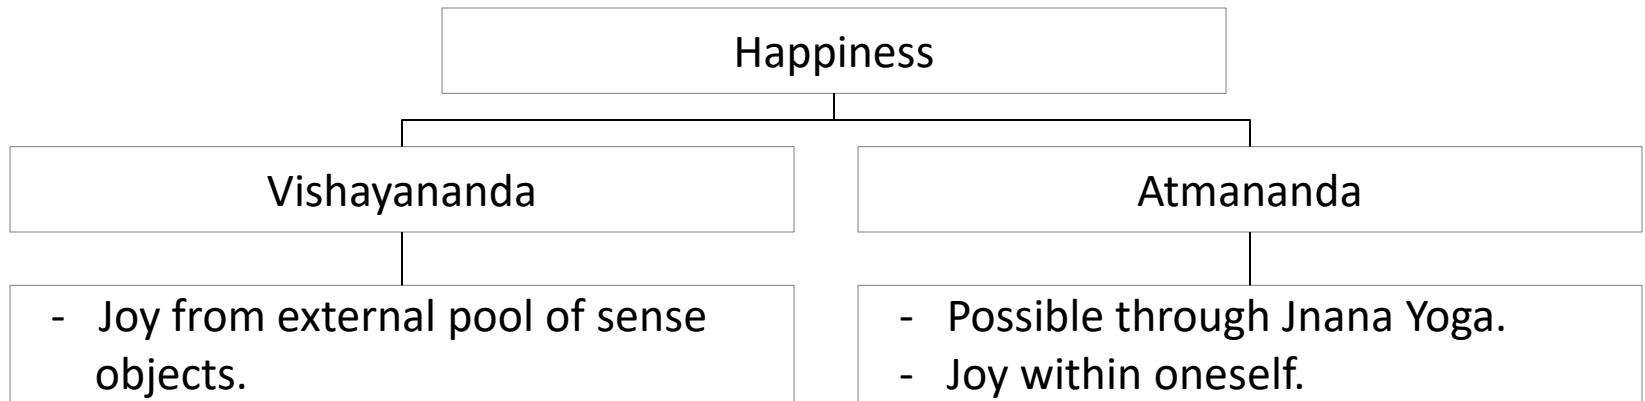 Happiness
Vishayananda
Atmananda
- Joy from external pool of sense
objects.
- Possible through Jnana Yoga.
- Joy within oneself.